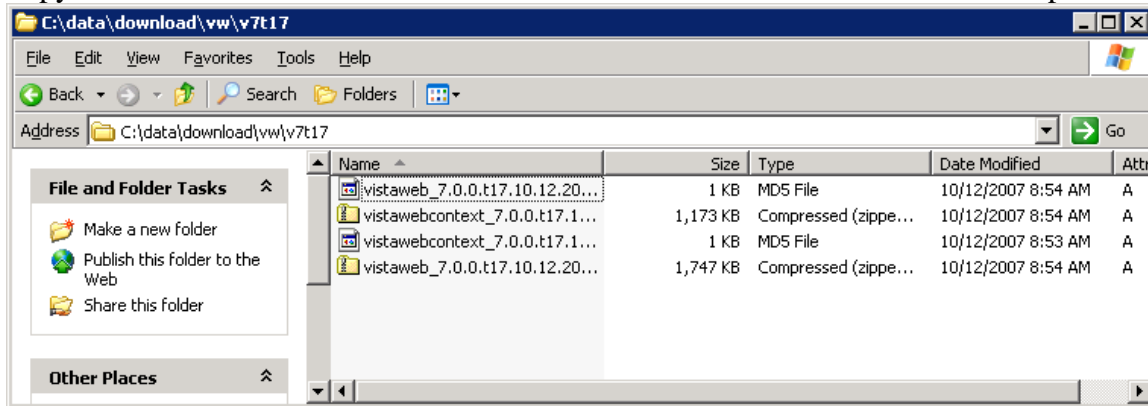 C:\data\download\vw\v7t17
File Edit View Favorites Tools Help
Back Search Folders
Address C:\data\download\vw\v7t17 Go
Name Size Type Date Modified Attr
File and Folder Tasks
Make a new folder
Publish this folder to the
Web
Share this folder
Other Places
vistaweb_7.0.0.t17.10.12.20... 1 KB MD5 File 10/12/2007 8:54 AM A
vistawebcontext_7.0.0.t17.1... 1,173 KB Compressed (zippe... 10/12/2007 8:54 AM A
vistawebcontext_7.0.0.t17.1... 1 KB MD5 File 10/12/2007 8:53 AM A
vistaweb_7.0.0.t17.10.12.20... 1,747 KB Compressed (zippe... 10/12/2007 8:54 AM A